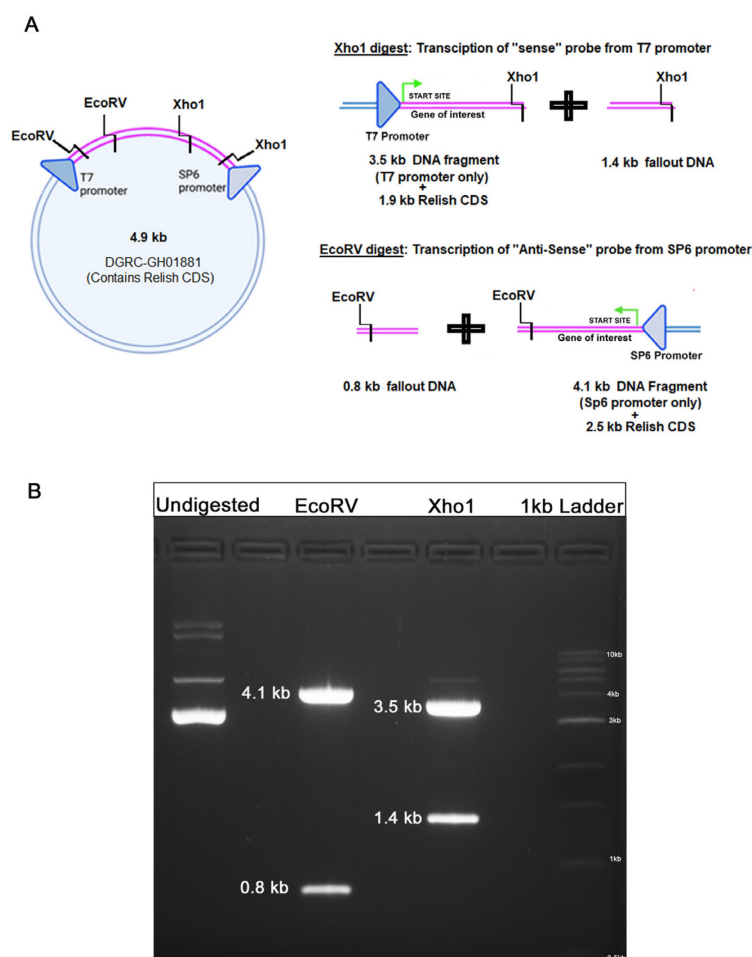 A
EcoRV
EcoRV
Xho1
Xho1
T7
promoter
SP6
promoter
4.9 kb
DGRC-GH01881
(Contains Relish CDS)
Xho1 digest: Transciption of "sense" probe from T7 promoter
Xho1
START SITE
Gene of interest
T7 Promoter
Xho1
3.5 kb DNA fragment
(T7 promoter only)
+
1.9 kb Relish CDS
1.4 kb fallout DNA
EcoRV digest: Transcription of "Anti-Sense" probe from SP6 promoter
EcoRV
EcoRV
START SITE
Gene of interest
SP6 Promoter
0.8 kb fallout DNA
4.1 kb DNA Fragment
(Sp6 promoter only)
+
2.5 kb Relish CDS
B
Undigested EcoRV Xho1 1kb Ladder
10kb
4.1 kb
4kb
3.5 kb
3kb
1.4 kb
1kb
0.8 kb